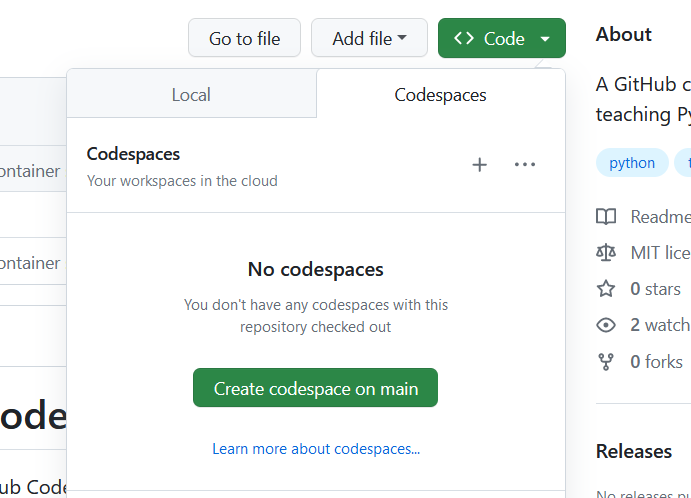 Go to file
Add file
Code
About
Local
Codespaces
A GitHub c
teaching Py
Codespaces
Your workspaces in the cloud
python
ontainer
No codespaces
You don't have any codespaces with this
repository checked out
Create codespace on main
Learn more about codespaces...
ontainer
Readme
MIT lice
0 stars
2 watch
0 forks
ode
ub Code
Releases
No releases pu